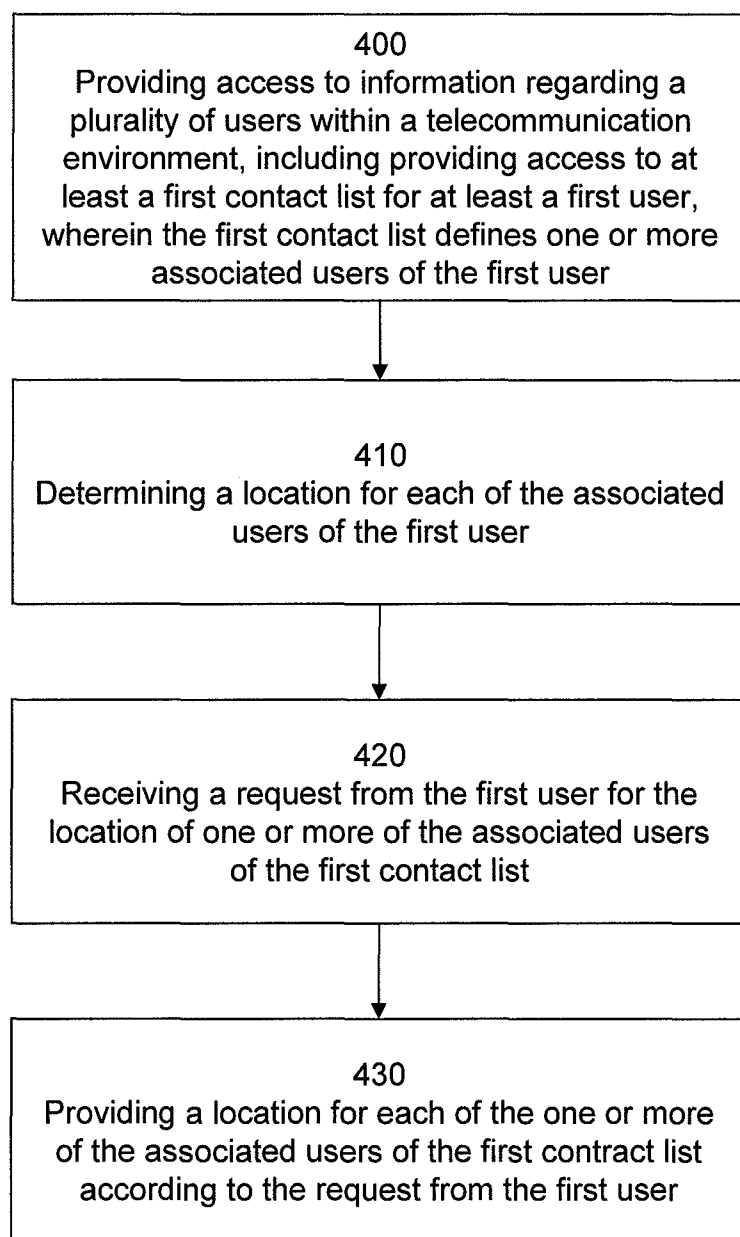 400
Providing access to information regarding a
plurality of users within a telecommunication
environment, including providing access to at
least a first contact list for at least a first user,
wherein the first contact list defines one or more
associated users of the first user
410
Determining a location for each of the associated
users of the first user
420
Receiving a request from the first user for the
location of one or more of the associated users
of the first contact list
430
Providing a location for each of the one or more
of the associated users of the first contract list
according to the request from the first user